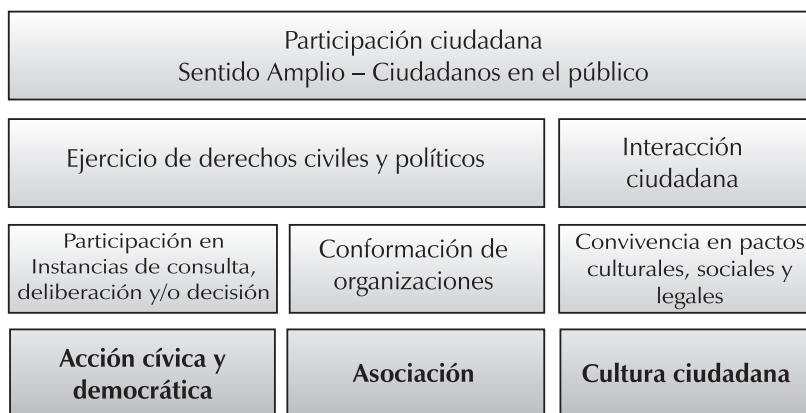 Participación ciudadana
Sentido Amplio – Ciudadanos en el público
Ejercicio de derechos civiles y políticos
Interacción
ciudadana
Participación en
Instancias de consulta,
deliberación y/o decisión
Conformación de
organizaciones
Convivencia en pactos
culturales, sociales y
legales
Acción cívica y
democrática
Asociación
Cultura ciudadana